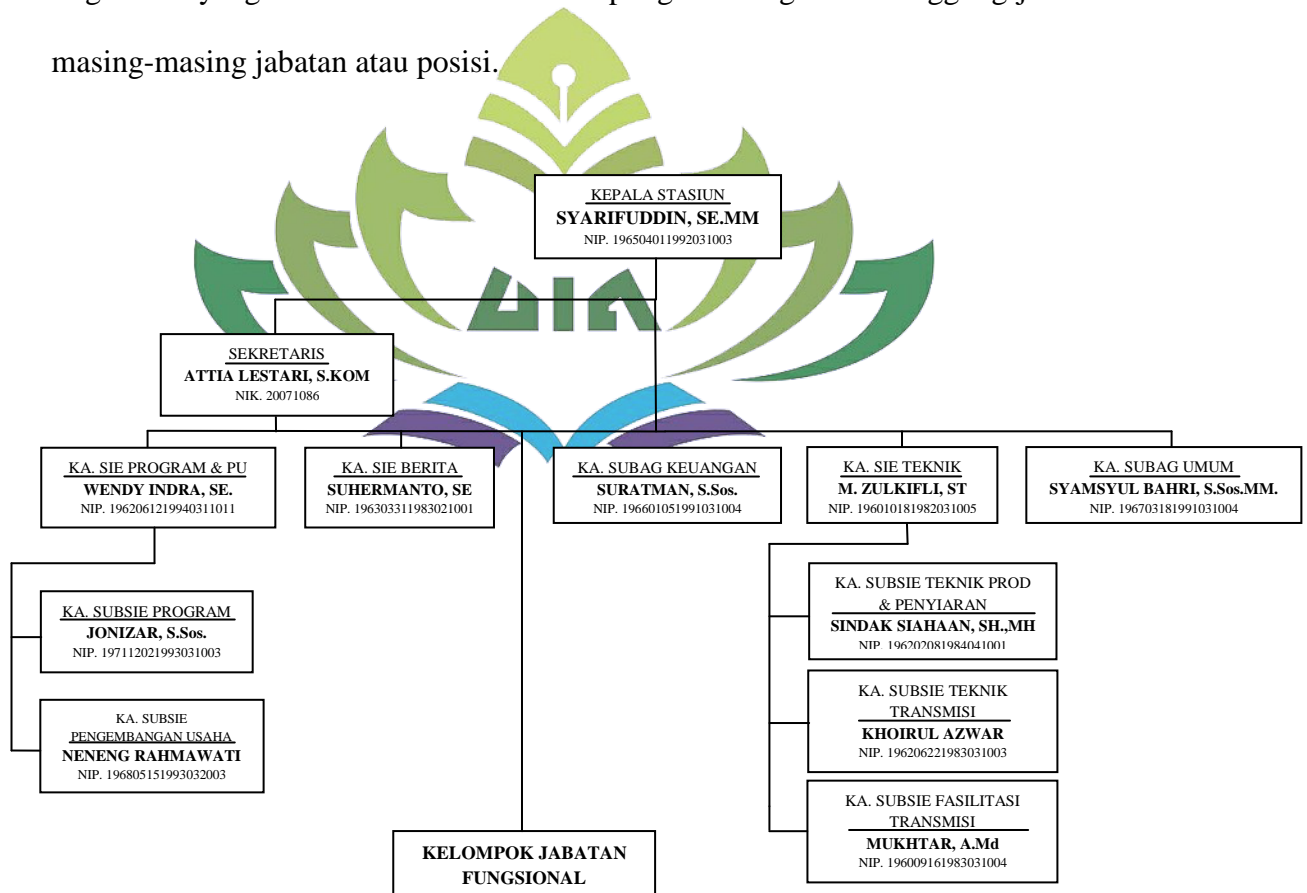 masing-masing jabatan atau posisi.
KEPALA STASIUN
SYARIFUDDIN, SE.MM
NIP. 196504011992031003
UIN
SEKRETARIS
ATTIA LESTARI, S.KOM
NIK. 20071086
KA. SIE PROGRAM & PU
WENDY INDRA, SE.
NIP. 1962061219940311011
KA. SIE BERITA
SUHERMANTO, SE
NIP. 196303311983021001
KA. SUBAG KEUANGAN
SURATMAN, S.Sos.
NIP. 196601051991031004
KA. SIE TEKNIK
M. ZULKIFLI, ST
NIP. 196010181982031005
KA. SUBAG UMUM
SYAMSYUL BAHRI, S.Sos.MM.
NIP. 196703181991031004
KA. SUBSIE PROGRAM
JONIZAR, S.Sos.
NIP. 197112021993031003
KA. SUBSIE
PENGEMBANGAN USAHA
NENENG RAHMAWATI
NIP. 196805151993032003
KA. SUBSIE TEKNIK PROD
& PENYIARAN
SINDAK SIAHAAN, SH.,MH
NIP. 196202081984041001
KA. SUBSIE TEKNIK
TRANSMISI
KHOIRUL AZWAR
NIP. 196206221983031003
KA. SUBSIE FASILITASI
TRANSMISI
MUKHTAR, A.Md
NIP. 196009161983031004
KELOMPOK JABATAN
FUNGSIONAL